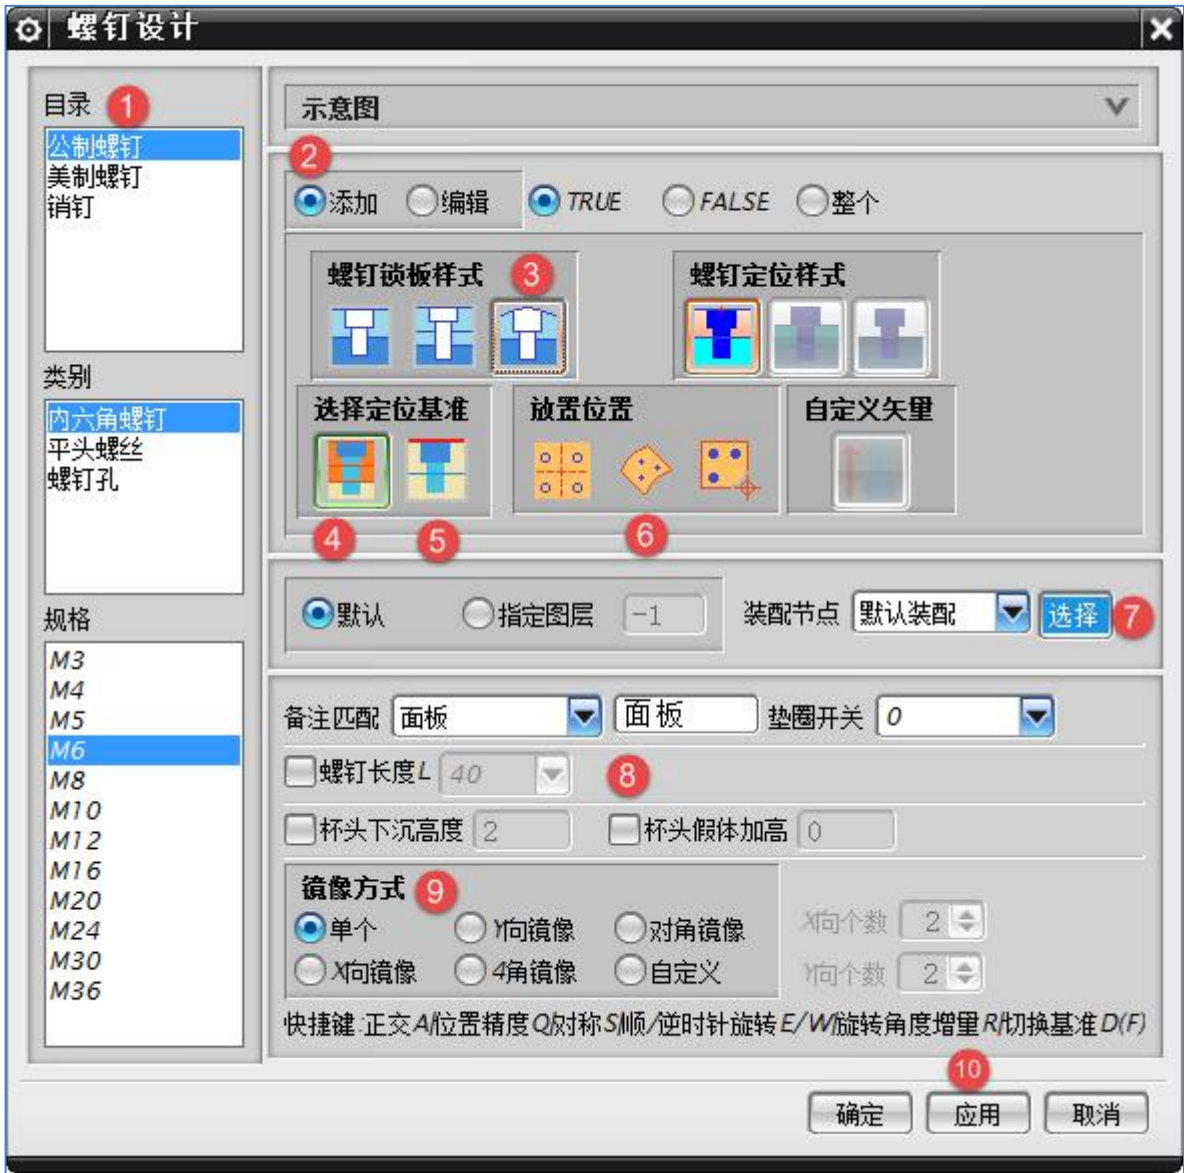 螺钉设计
目录 1
公制螺钉
美制螺钉
销钉
类别
内六角螺钉
平头螺丝
螺钉孔
规格
M3
M4
M5
M6
M8
M10
M12
M16
M20
M24
M30
M36
示意图
2
添加 编辑 TRUE FALSE 整个
螺钉锁板样式 3 螺钉定位样式
选择定位基准 放置位置 自定义矢量
4 5 6
默认 指定图层 -1 装配节点 默认装配 选择 7
备注匹配 面板 面板 垫圈开关 0
螺钉长度L 40 8
杯头下沉高度 2 杯头假体加高 0
镜像方式 9
单个 Y向镜像 对角镜像 X向个数 2
X向镜像 4角镜像 自定义 Y向个数 2
快捷键:正交A/位置精度Q/对称S/顺/逆时针旋转E/W/旋转角度增量R/切换基准D(F)
10
确定 应用 取消